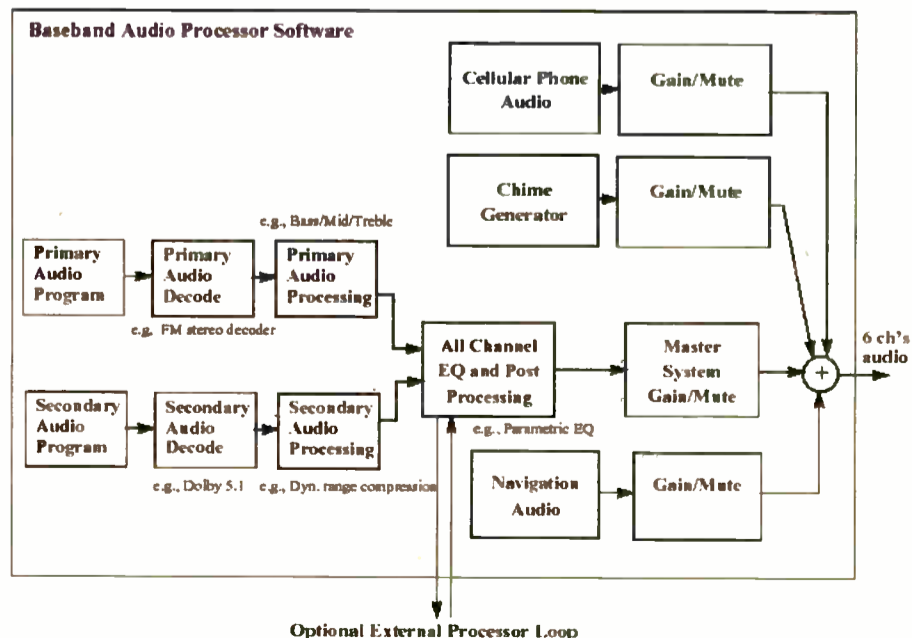 Baseband Audio Processor Software
Cellular Phone
Audio
Gain/Mute
Chime
Generator
Gain/Mute
e.g., Bass/Mid/Treble
Primary
Audio
Program
Primary
Audio
Decode
Primary
Audio
Processing
e.g. FM stereo decoder
All Channel
EQ and Post
Processing
Master
System
Gain/Mute
+
6 ch's
audio
Secondary
Audio
Program
Secondary
Audio
Decode
Secondary
Audio
Processing
e.g., Parametric EQ
e.g., Dolby 5.1
e.g., Dyn. range compression
Navigation
Audio
Gain/Mute
Optional External Processor Loop